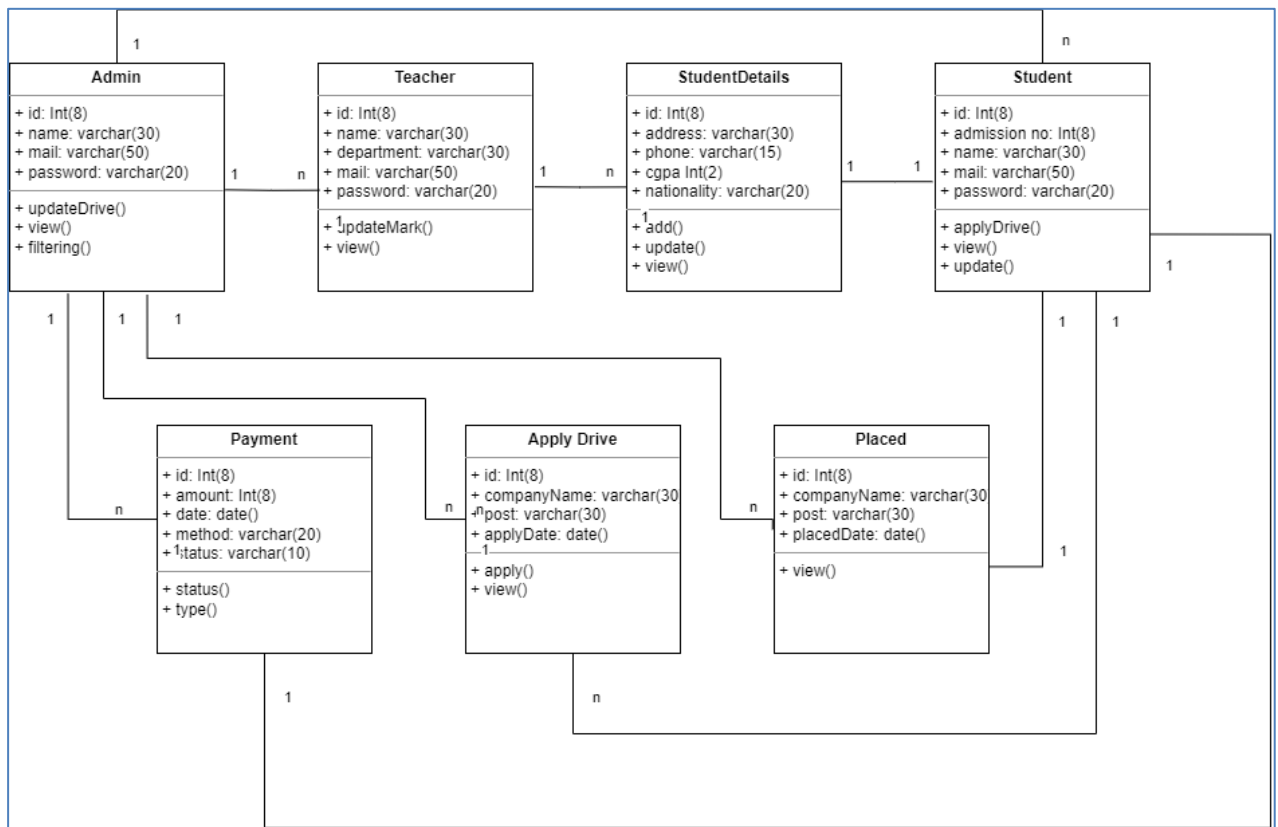 1
n
Admin
+ id: Int(8)
+ name: varchar(30)
+ mail: varchar(50)
+ password: varchar(20)
+ updateDrive()
+ view()
+ filtering()
1
n
Teacher
+ id: Int(8)
+ name: varchar(30)
+ department: varchar(30)
+ mail: varchar(50)
+ password: varchar(20)
+ updateMark()
1
+ view()
1
n
StudentDetails
+ id: Int(8)
+ address: varchar(30)
+ phone: varchar(15)
+ cgpa Int(2)
+ nationality: varchar(20)
1
+ add()
+ update()
+ view()
1
1
Student
+ id: Int(8)
+ admission no: Int(8)
+ name: varchar(30)
+ mail: varchar(50)
+ password: varchar(20)
+ applyDrive()
+ view()
+ update()
1
1
1
1
1
1
n
Payment
+ id: Int(8)
+ amount: Int(8)
+ date: date()
+ method: varchar(20)
+ status: varchar(10)
1
+ status()
+ type()
n
Apply Drive
+ id: Int(8)
+ companyName: varchar(30
+ post: varchar(30)
n
+ applyDate: date()
1
+ apply()
+ view()
n
Placed
+ id: Int(8)
+ companyName: varchar(30
+ post: varchar(30)
+ placedDate: date()
+ view()
1
1
n